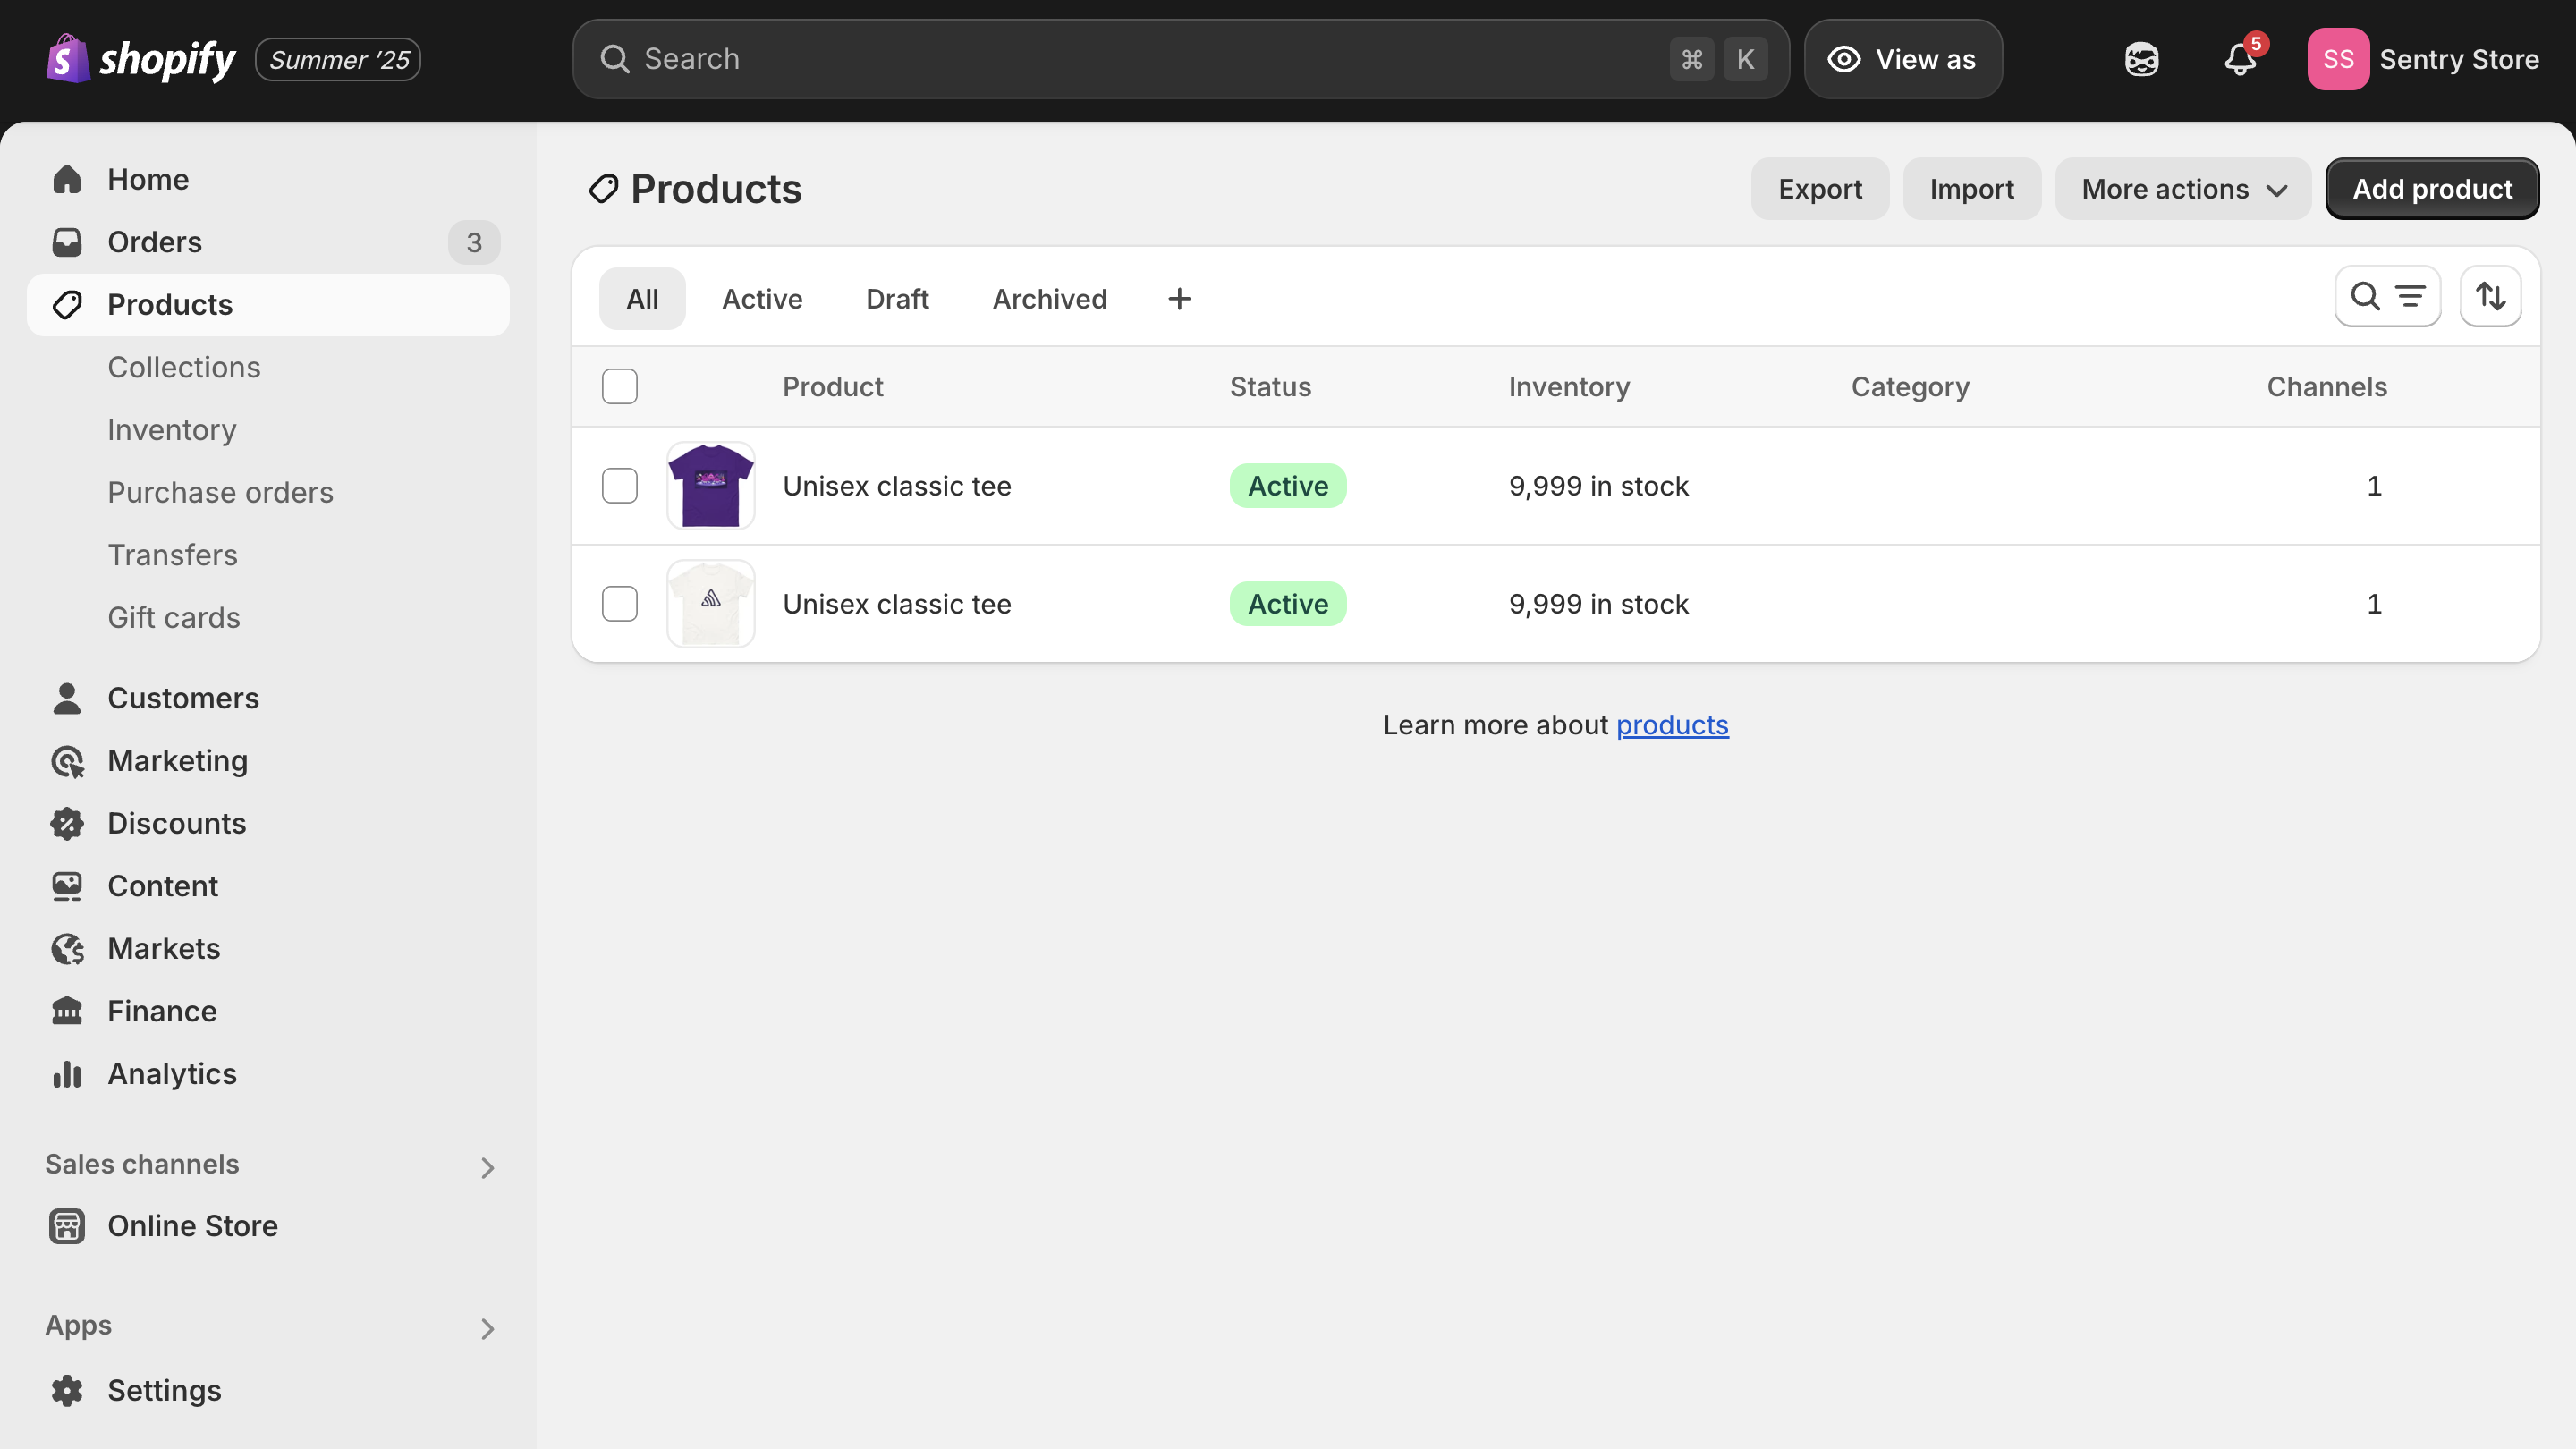 shopify Summer '25
Search ⌘ K
View as
5
SS Sentry Store
Home
Orders 3
Products
Collections
Inventory
Purchase orders
Transfers
Gift cards
Customers
Marketing
Discounts
Content
Markets
Finance
Analytics
Sales channels
Online Store
Apps
Settings
Products
Export Import More actions Add product
All Active Draft Archived +
Product Status Inventory Category Channels
Unisex classic tee Active 9,999 in stock 1
Unisex classic tee Active 9,999 in stock 1
Learn more about products